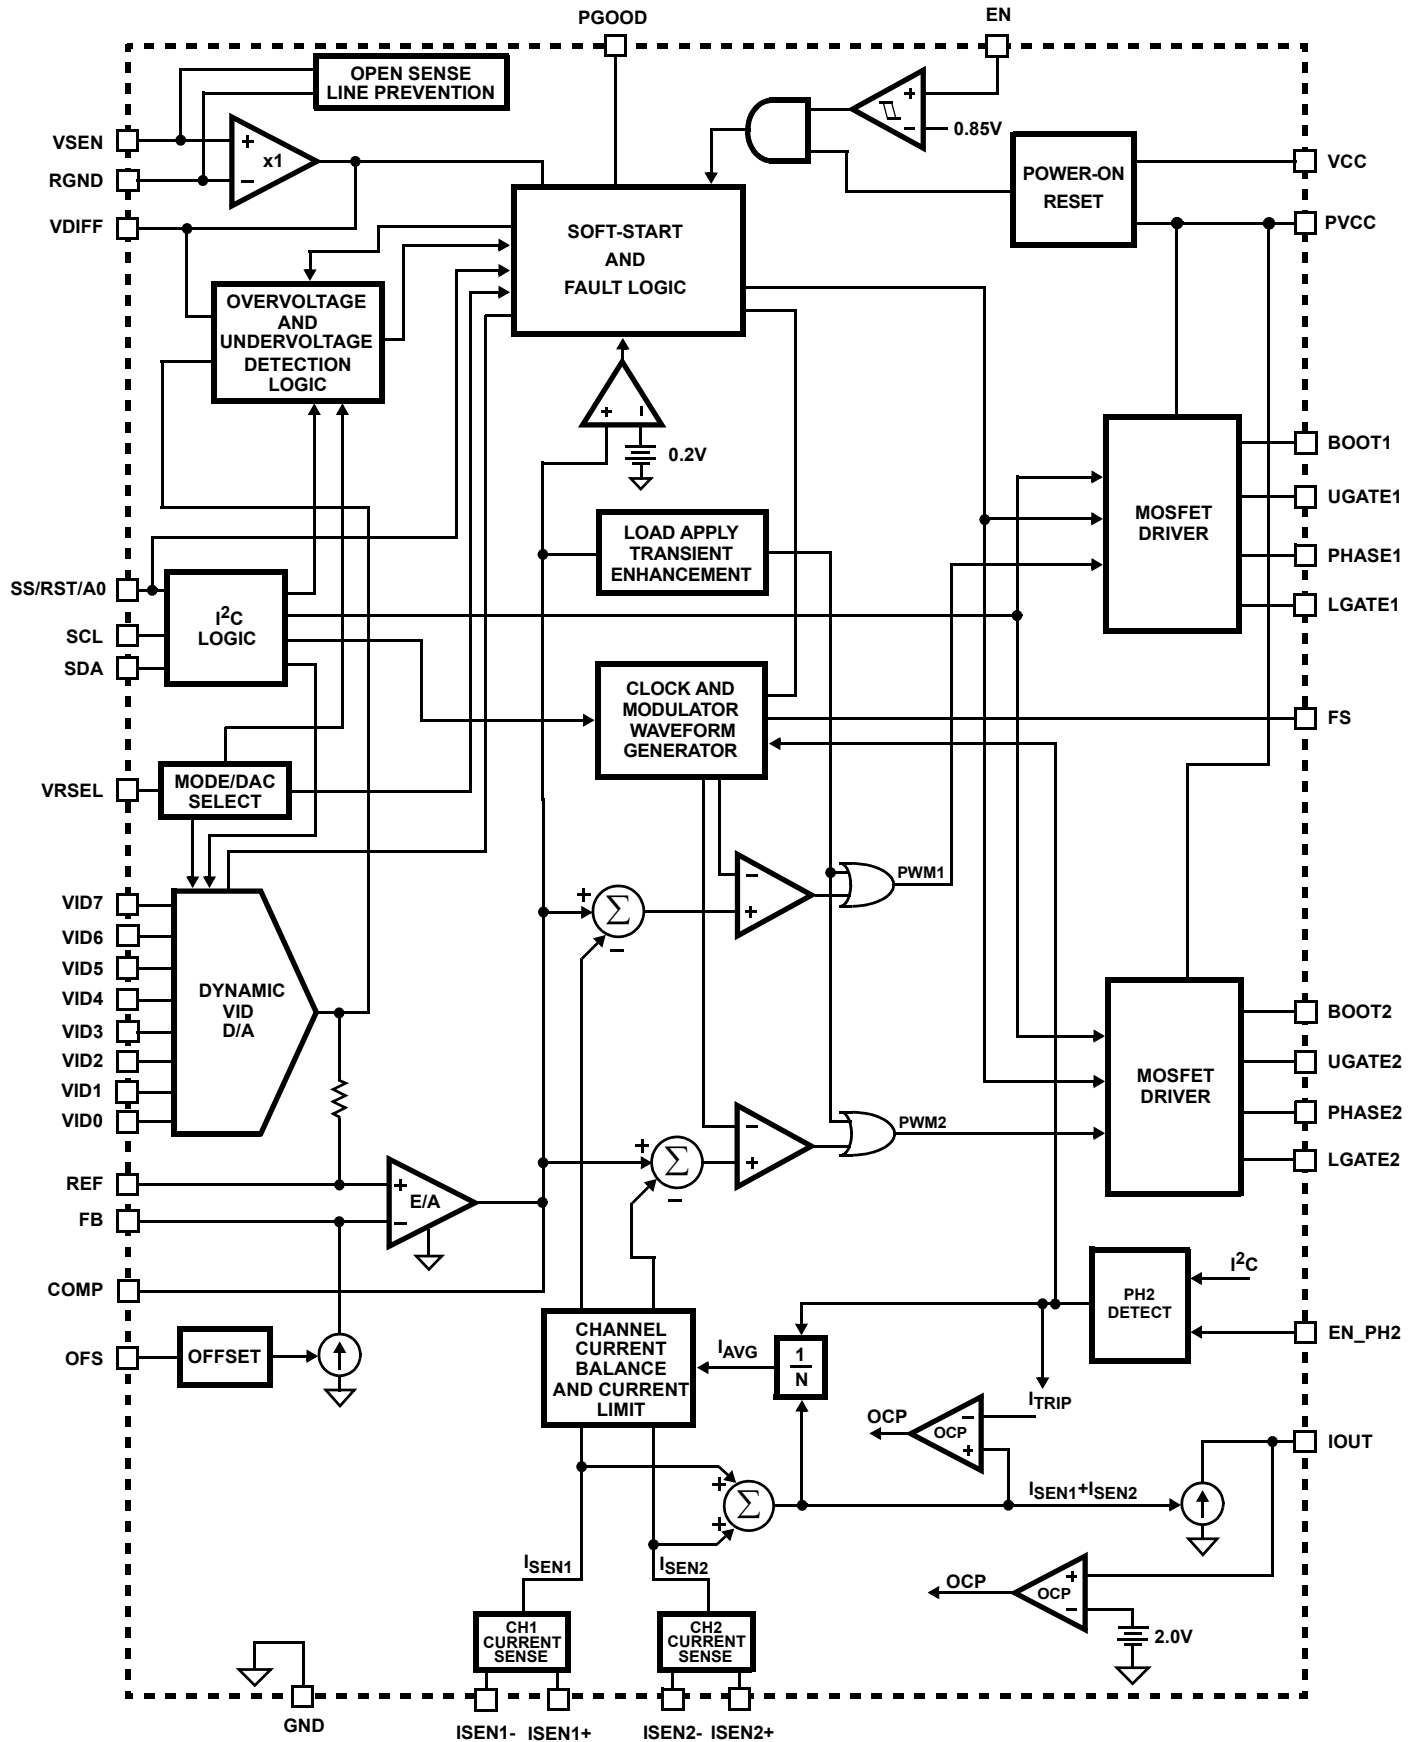 PGOOD
EN
OPEN SENSE
LINE PREVENTION
VSEN
RGND
VDIFF
+
−
x1
+
−
0.85V
POWER-ON
RESET
VCC
PVCC
SOFT-START
AND
FAULT LOGIC
OVERVOLTAGE
AND
UNDERVOLTAGE
DETECTION
LOGIC
+
−
0.2V
LOAD APPLY
TRANSIENT
ENHANCEMENT
MOSFET
DRIVER
BOOT1
UGATE1
PHASE1
LGATE1
SS/RST/A0
SCL
SDA
I2C
LOGIC
CLOCK AND
MODULATOR
WAVEFORM
GENERATOR
FS
VRSEL
MODE/DAC
SELECT
VID7
VID6
VID5
VID4
VID3
VID2
VID1
VID0
DYNAMIC
VID
D/A
+
Σ
−
−
+
PWM1
+
Σ
−
−
+
PWM2
MOSFET
DRIVER
BOOT2
UGATE2
PHASE2
LGATE2
REF
FB
COMP
OFS
+
−
E/A
OFFSET
CHANNEL
CURRENT
BALANCE
AND CURRENT
LIMIT
IAVG
1
N
PH2
DETECT
I2C
EN_PH2
ITRIP
OCP
−
+
OCP
IOUT
+
+
Σ
ISEN1+ISEN2
ISEN1
ISEN2
OCP
+
−
OCP
2.0V
CH1
CURRENT
SENSE
CH2
CURRENT
SENSE
GND
ISEN1-
ISEN1+
ISEN2-
ISEN2+